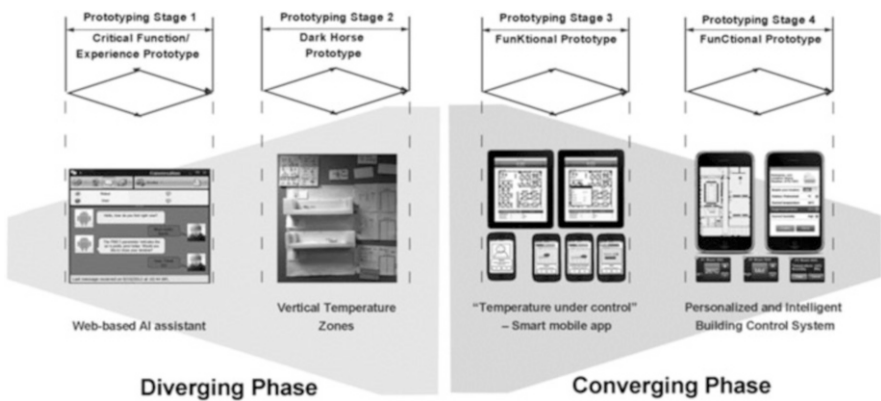 Prototyping Stage 1
Critical Function/
Experience Prototype
Prototyping Stage 2
Dark Horse
Prototype
Prototyping Stage 3
FunKtional Prototype
Prototyping Stage 4
FunCtional Prototype
Web-based AI assistant
Vertical Temperature
Zones
“Temperature under control”
– Smart mobile app
Personalized and Intelligent
Building Control System
Diverging Phase
Converging Phase